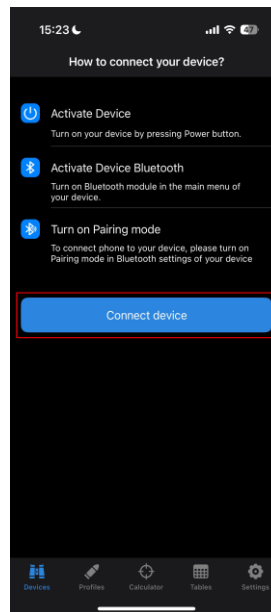 15:23
47
How to connect your device?
Activate Device
Turn on your device by pressing Power button.
Activate Device Bluetooth
Turn on Bluetooth module in the main menu of
your device.
Turn on Pairing mode
To connect phone to your device, please turn on
Pairing mode in Bluetooth settings of your device
Connect device
Devices Profiles Calculator Tables Settings